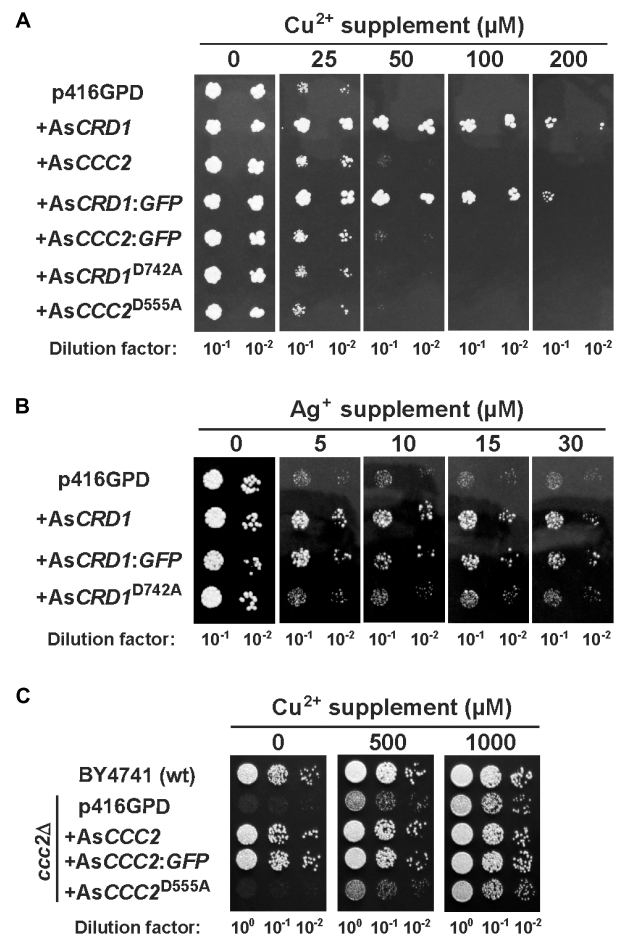 A
Cu2+ supplement (µM)
0 25 50 100 200
p416GPD
+AsCRD1
+AsCCC2
+AsCRD1:GFP
+AsCCC2:GFP
+AsCRD1D742A
+AsCCC2D555A
Dilution factor: 10-1 10-2 10-1 10-2 10-1 10-2 10-1 10-2 10-1 10-2
B
Ag+ supplement (µM)
0 5 10 15 30
p416GPD
+AsCRD1
+AsCRD1:GFP
+AsCRD1D742A
Dilution factor: 10-1 10-2 10-1 10-2 10-1 10-2 10-1 10-2 10-1 10-2
C
Cu2+ supplement (µM)
0 500 1000
BY4741 (wt)
ccc2Δ
p416GPD
+AsCCC2
+AsCCC2:GFP
+AsCCC2D555A
Dilution factor: 100 10-1 10-2 100 10-1 10-2 100 10-1 10-2